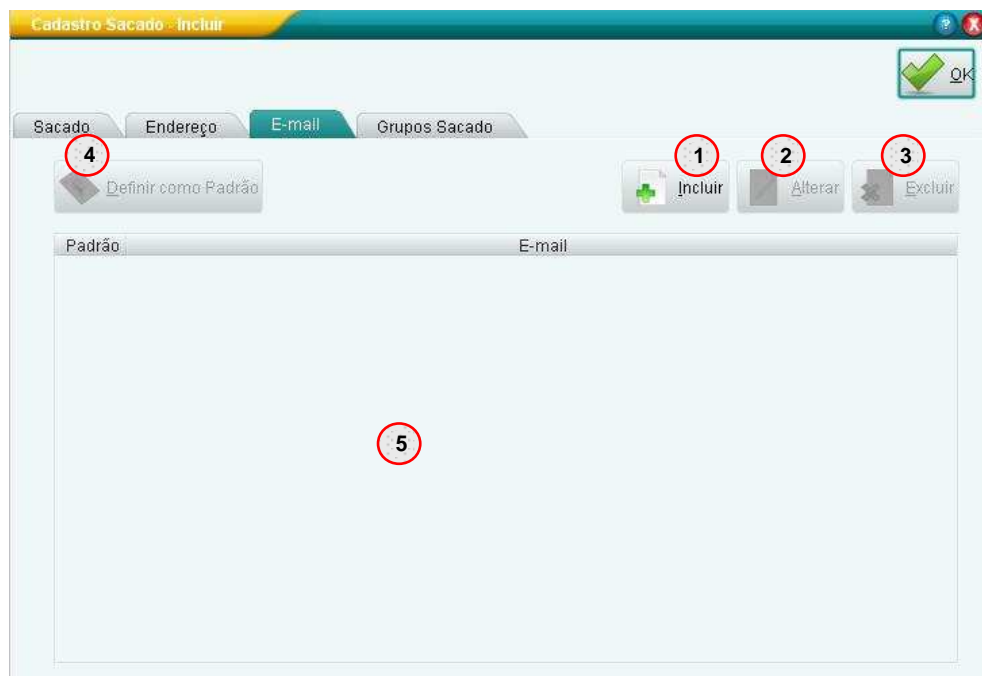 Cadastro Sacado - Incluir
OK
Sacado Endereço E-mail Grupos Sacado
4 1 2 3
Definir como Padrão Incluir Alterar Excluir
Padrão E-mail
5